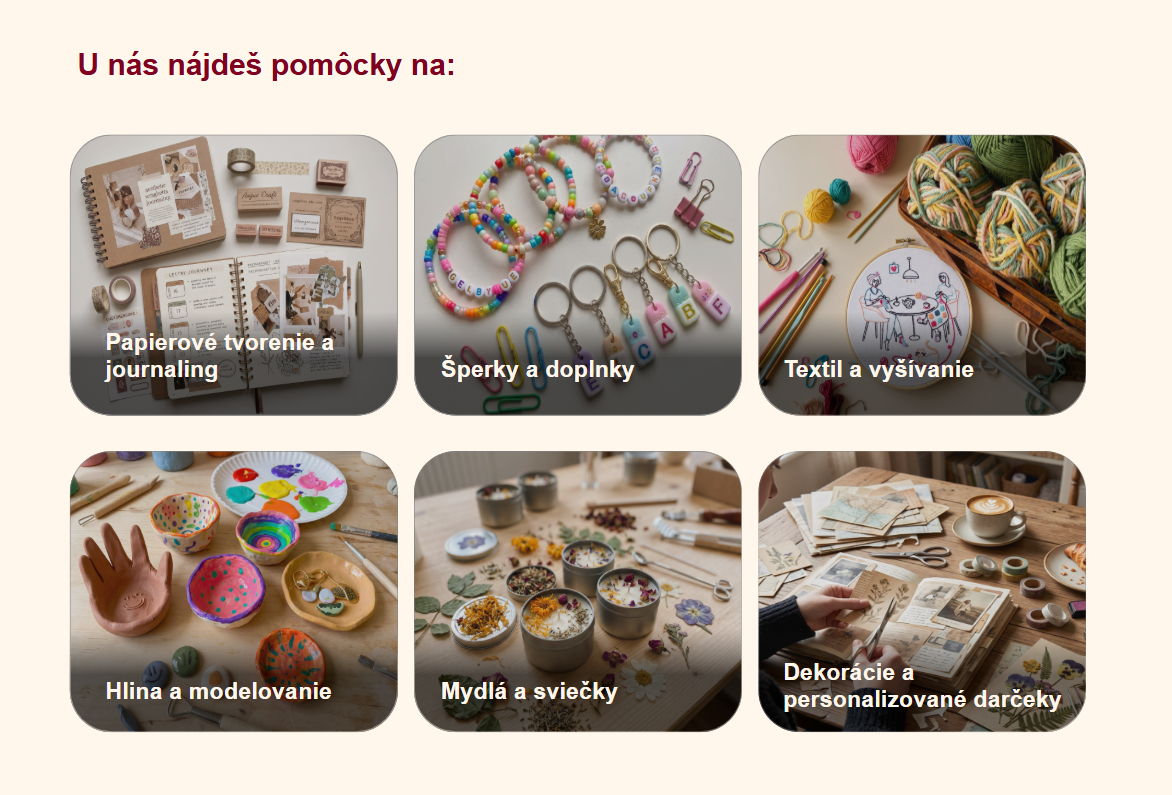 U nás nájdeš pomôcky na:
Papierové tvorenie a
journaling
Šperky a doplnky
Textil a vyšívanie
Hlina a modelovanie
Mydlá a sviečky
Dekorácie a
personalizované darčeky